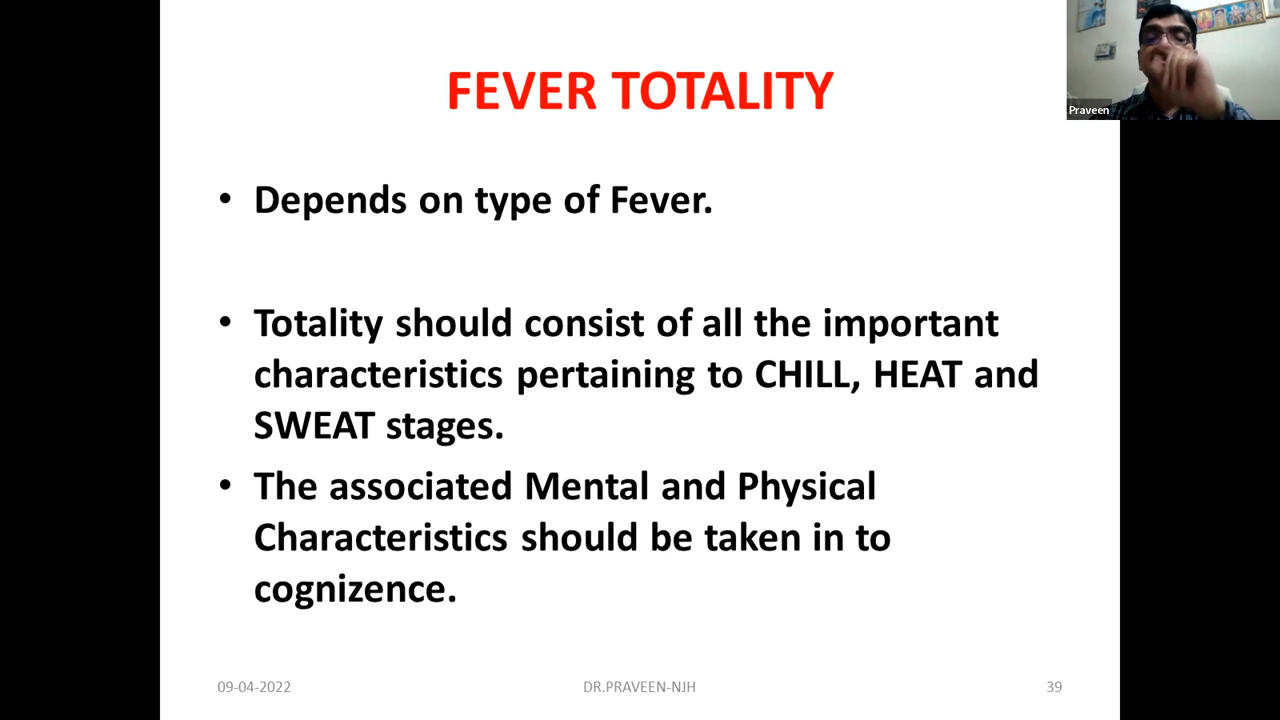 FEVER TOTALITY
Praveen
• Depends on type of Fever.
• Totality should consist of all the important
characteristics pertaining to CHILL, HEAT and
SWEAT stages.
• The associated Mental and Physical
Characteristics should be taken in to
cognizence.
09-04-2022
DR.PRAVEEN-NJH
39